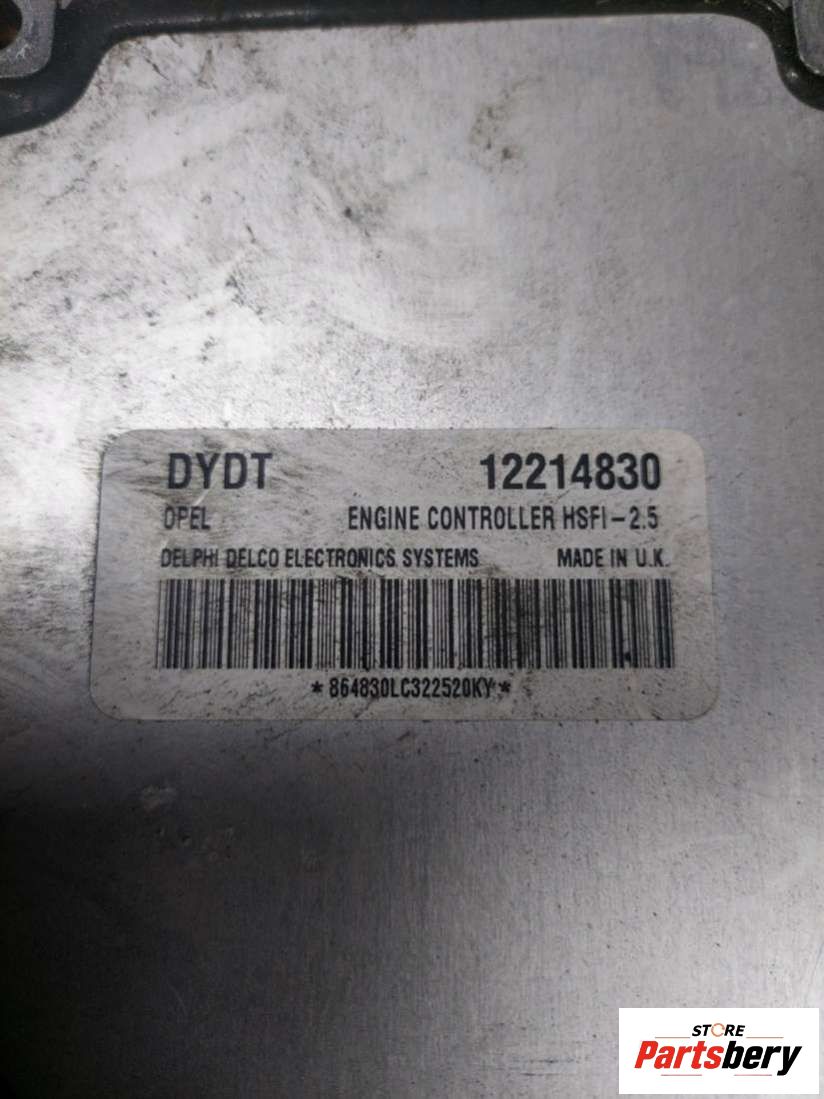 DYDT 12214830
OPEL ENGINE CONTROLLER HSFI-2.5
DELPHI DELCO ELECTRONICS SYSTEMS MADE IN U.K.
*864830LC322520KY*
STORE
Partsbery